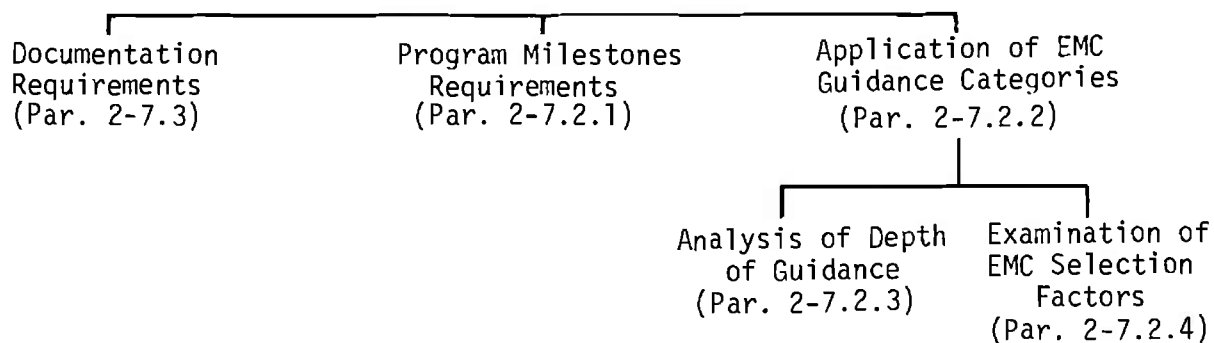 Documentation
Requirements
(Par. 2-7.3)
Program Milestones
Requirements
(Par. 2-7.2.1)
Application of EMC
Guidance Categories
(Par. 2-7.2.2)
Analysis of Depth
of Guidance
(Par. 2-7.2.3)
Examination of
EMC Selection
Factors
(Par. 2-7.2.4)